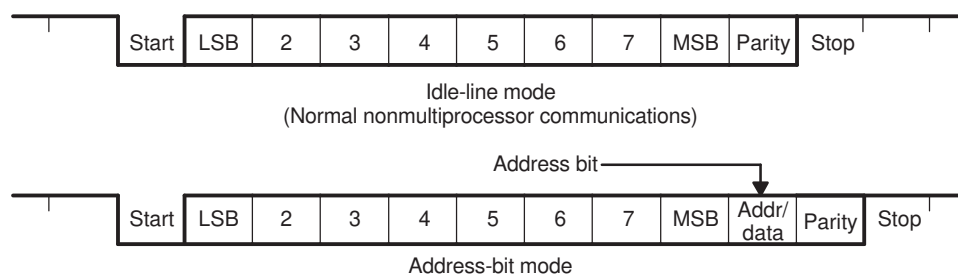 Start LSB 2 3 4 5 6 7 MSB Parity Stop
Idle-line mode
(Normal nonmultiprocessor communications)
Address bit
Start LSB 2 3 4 5 6 7 MSB Addr/ data Parity Stop
Address-bit mode